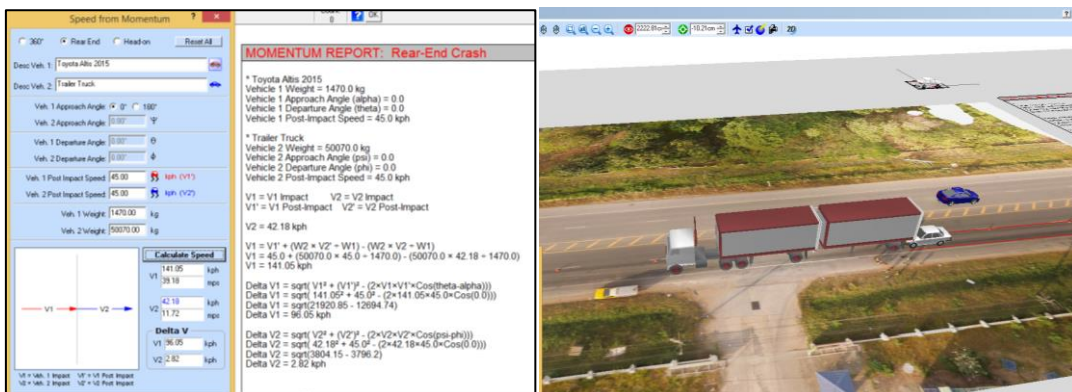 Speed from Momentum
? ×
360° Rear End Head on Reset All
Desc Veh. 1: Toyota Altis 2015
Desc Veh. 2: Trailer Truck
Veh. 1 Approach Angle: 0° 180°
Veh. 2 Approach Angle: 0.00° Ψ
Veh. 1 Departure Angle: 0.00° θ
Veh. 2 Departure Angle: 0.00° ϕ
Veh. 1 Post Impact Speed: 45.00 kph (V1')
Veh. 2 Post Impact Speed: 45.00 kph (V2')
Veh. 1 Weight: 1470.00 kg
Veh. 2 Weight: 50070.00 kg
Calculate Speed
V1 141.05 kph
39.18 mps
V2 42.18 kph
11.72 mps
V1 V2
Delta V
V1 96.05 kph
V2 2.82 kph
V1 = Veh. 1 Impact V1' = V1 Post Impact
V2 = Veh. 2 Impact V2' = V2 Post Impact
0
? OK
MOMENTUM REPORT: Rear-End Crash
* Toyota Altis 2015
Vehicle 1 Weight = 1470.0 kg
Vehicle 1 Approach Angle (alpha) = 0.0
Vehicle 1 Departure Angle (theta) = 0.0
Vehicle 1 Post-Impact Speed = 45.0 kph
* Trailer Truck
Vehicle 2 Weight = 50070.0 kg
Vehicle 2 Approach Angle (psi) = 0.0
Vehicle 2 Departure Angle (phi) = 0.0
Vehicle 2 Post-Impact Speed = 45.0 kph
V1 = V1 Impact V2 = V2 Impact
V1' = V1 Post-Impact V2' = V2 Post-Impact
V2 = 42.18 kph
V1 = V1' + (W2 × V2' ÷ W1) - (W2 × V2 ÷ W1)
V1 = 45.0 + (50070.0 × 45.0 ÷ 1470.0) - (50070.0 × 42.18 ÷ 1470.0)
V1 = 141.05 kph
Delta V1 = sqrt( V1² + (V1')² - (2×V1×V1'×Cos(theta-alpha)))
Delta V1 = sqrt( 141.05² + 45.0² - (2×141.05×45.0×Cos(0.0)))
Delta V1 = sqrt(21920.85 - 12694.74)
Delta V1 = 96.05 kph
Delta V2 = sqrt( V2² + (V2')² - (2×V2×V2'×Cos(psi-phi)))
Delta V2 = sqrt( 42.18² + 45.0² - (2×42.18×45.0×Cos(0.0)))
Delta V2 = sqrt(3804.15 - 3796.2)
Delta V2 = 2.82 kph
2222.81cm -18.21cm 2D